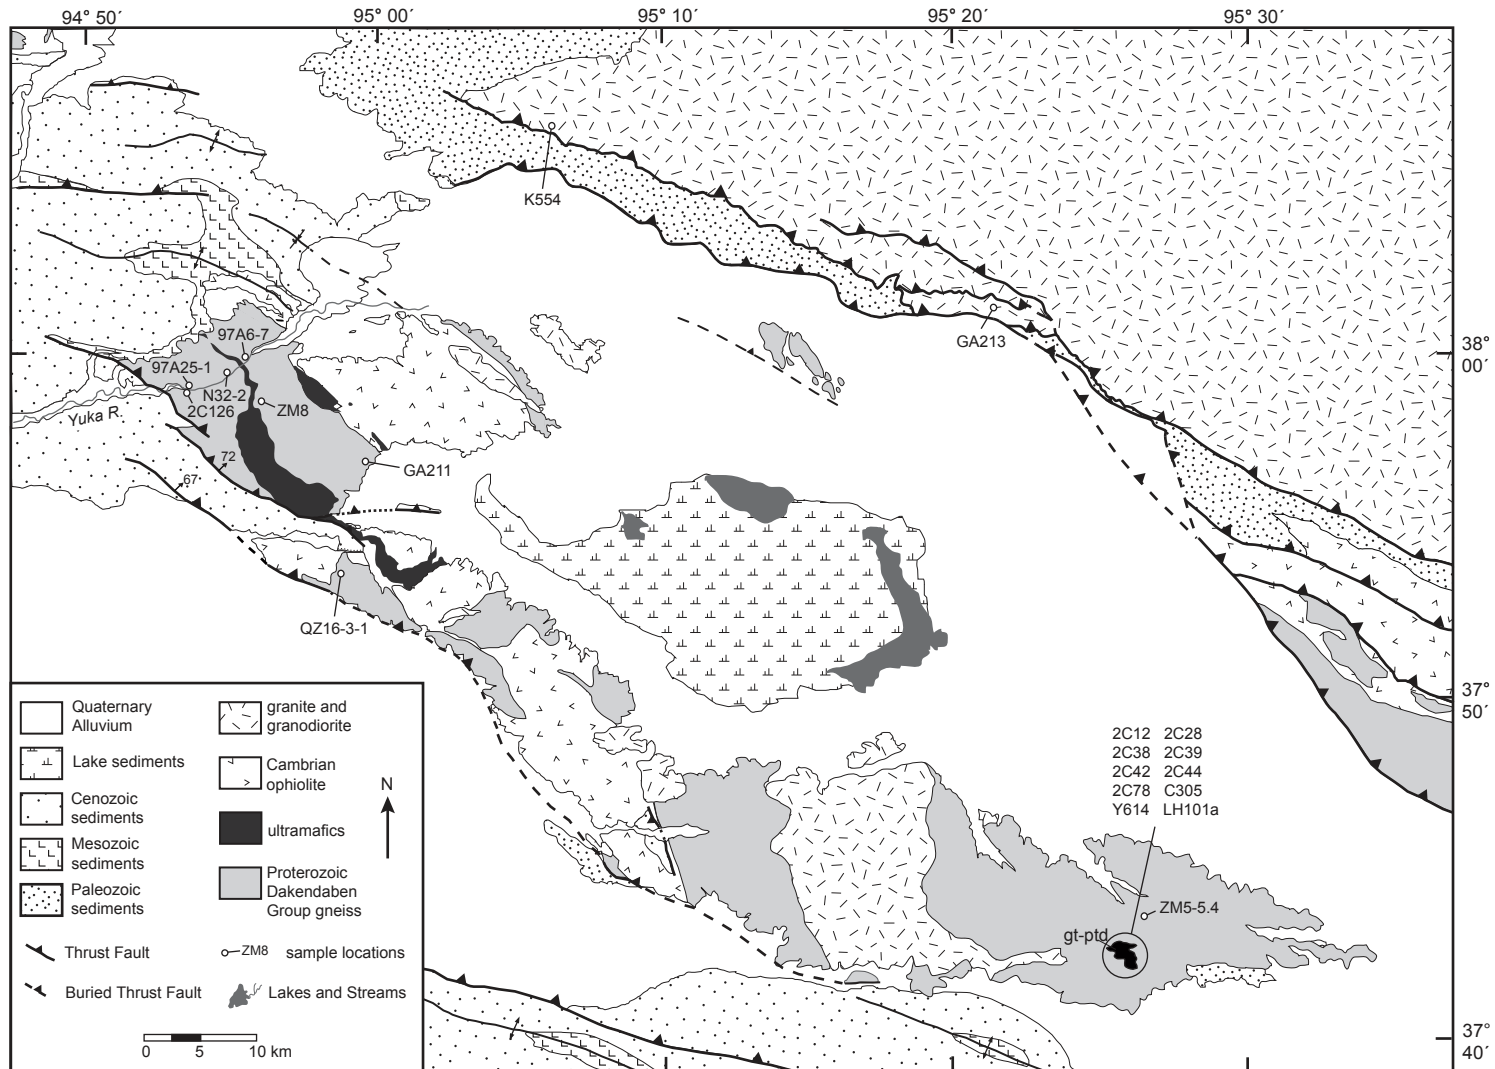 94° 50´
95° 00´
95° 10´
95° 20´
95° 30´
K554
97A6-7
GA213
38°
00´
97A25-1
N32-2
2C126
ZM8
Yuka R.
72
GA211
67
QZ16-3-1
37°
50´
Quaternary
Alluvium
Lake sediments
Cenozoic
sediments
Mesozoic
sediments
Paleozoic
sediments
Thrust Fault
Buried Thrust Fault
0 5 10 km
granite and
granodiorite
Cambrian
ophiolite
N
ultramafics
Proterozoic
Dakendaben
Group gneiss
ZM8 sample locations
Lakes and Streams
2C12 2C28
2C38 2C39
2C42 2C44
2C78 C305
Y614 LH101a
ZM5-5.4
gt-ptd
37°
40´